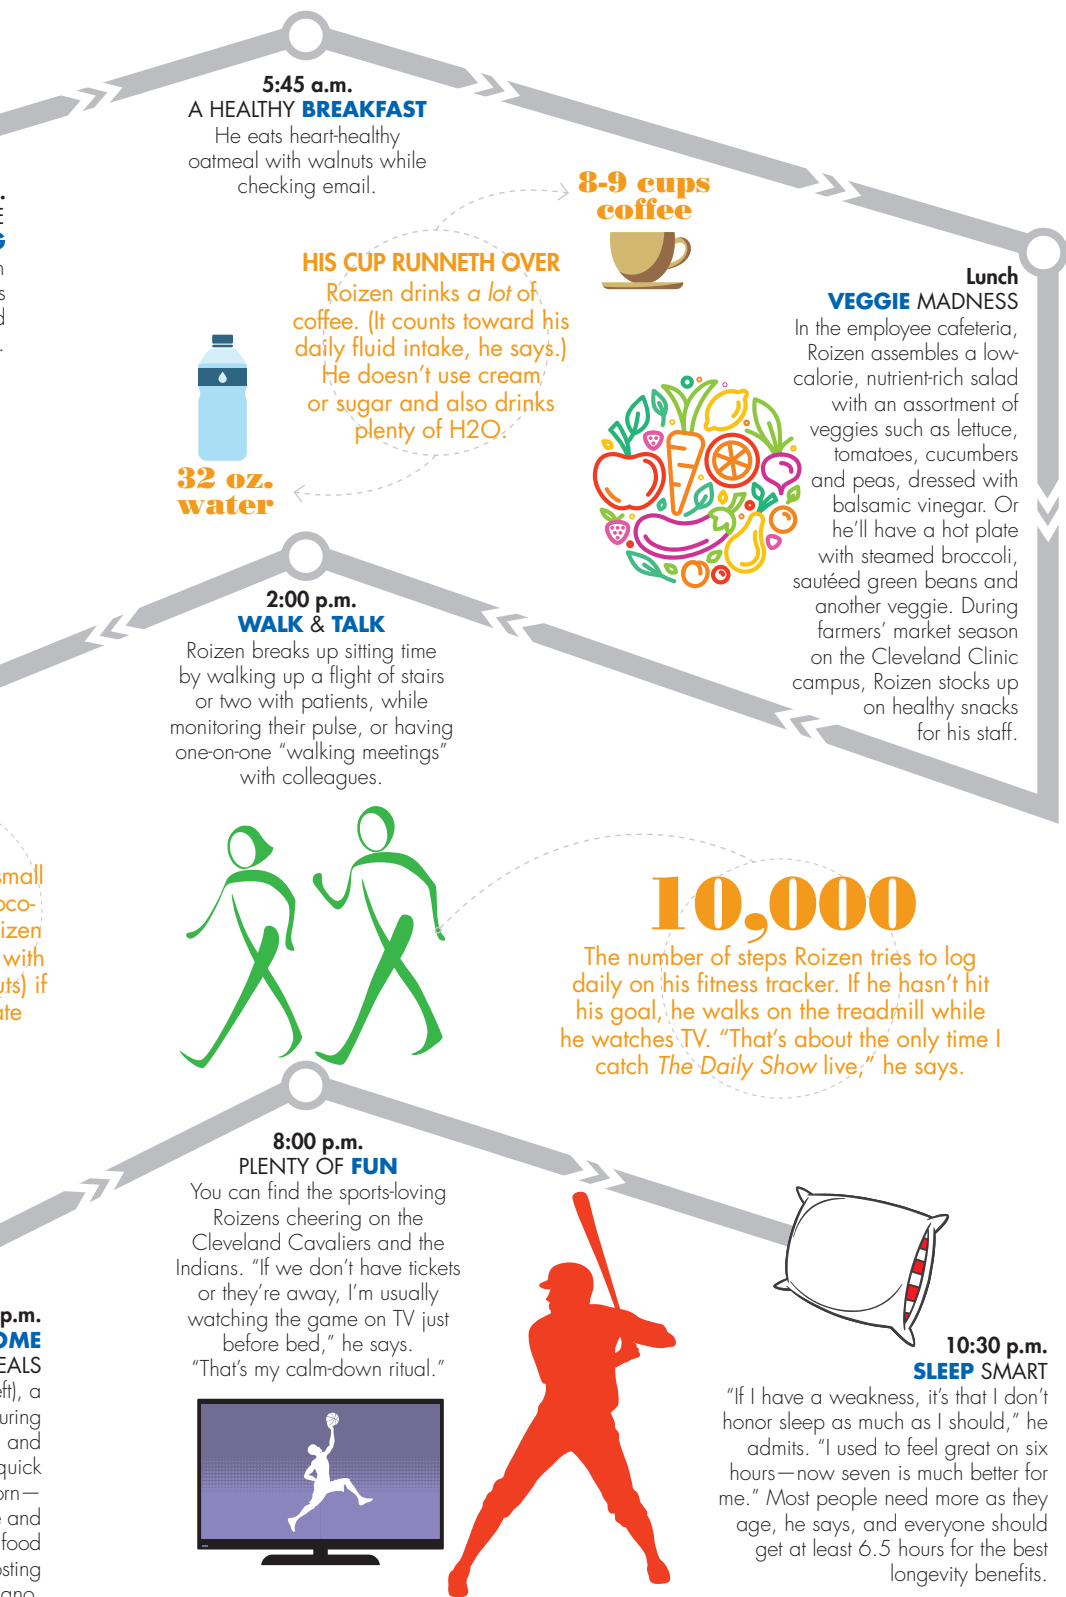 5:45 a.m.
A HEALTHY BREAKFAST
He eats heart-healthy
oatmeal with walnuts while
checking email.
8-9 cups
coffee
HIS CUP RUNNETH OVER
Roizen drinks a lot of
coffee. (It counts toward his
daily fluid intake, he says.)
He doesn't use cream
or sugar and also drinks
plenty of H2O.
32 oz.
water
Lunch
VEGGIE MADNESS
In the employee cafeteria,
Roizen assembles a low-
calorie, nutrient-rich salad
with an assortment of
veggies such as lettuce,
tomatoes, cucumbers
and peas, dressed with
balsamic vinegar. Or
he'll have a hot plate
with steamed broccoli,
sautéed green beans and
another veggie. During
farmers' market season
on the Cleveland Clinic
campus, Roizen stocks up
on healthy snacks
for his staff.
2:00 p.m.
WALK & TALK
Roizen breaks up sitting time
by walking up a flight of stairs
or two with patients, while
monitoring their pulse, or having
one-on-one "walking meetings"
with colleagues.
small
with
if
10,000
The number of steps Roizen tries to log
daily on his fitness tracker. If he hasn't hit
his goal, he walks on the treadmill while
he watches TV. "That's about the only time I
catch The Daily Show live," he says.
8:00 p.m.
PLENTY OF FUN
You can find the sports-loving
Roizens cheering on the
Cleveland Cavaliers and the
Indians. "If we don't have tickets
or they're away, I'm usually
watching the game on TV just
before bed," he says.
"That's my calm-down ritual."
p.m.
a
and
quick
and
food
10:30 p.m.
SLEEP SMART
"If I have a weakness, it's that I don't
honor sleep as much as I should," he
admits. "I used to feel great on six
hours—now seven is much better for
me." Most people need more as they
age, he says, and everyone should
get at least 6.5 hours for the best
longevity benefits.